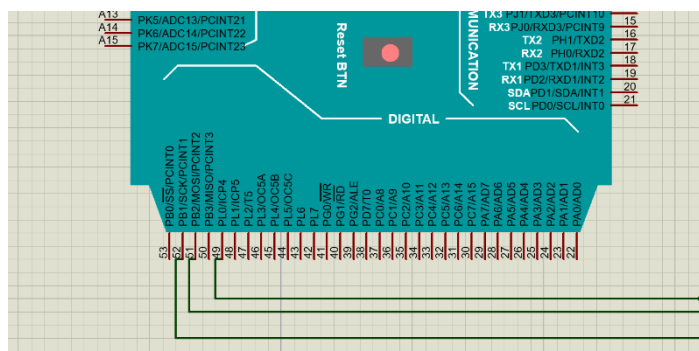 A13
PK5/ADC13/PCINT21
A14
PK6/ADC14/PCINT22
A15
PK7/ADC15/PCINT23
Reset BTN
MUNICATION
TX3 PJ1/TXD3/PCINT10
RX3 PJ0/RXD3/PCINT9 15
TX2 PH1/TXD2 16
RX2 PH0/RXD2 17
TX1 PD3/TXD1/INT3 18
RX1 PD2/RXD1/INT2 19
SDA PD1/SDA/INT1 20
SCL PD0/SCL/INT0 21
DIGITAL
PB0/SS/PCINT0
PB1/SCK/PCINT1
PB2/MOSI/PCINT2
PB3/MISO/PCINT3
PL0/ICP4
PL1/ICP5
PL2/T5
PL3/OC5A
PL4/OC5B
PL5/OC5C
PL6
PL7
PG0/WR
PG1/RD
PG2/ALE
PD7/T0
PC0/A8
PC1/A9
PC2/A10
PC3/A11
PC4/A12
PC5/A13
PC6/A14
PC7/A15
PA7/AD7
PA6/AD6
PA5/AD5
PA4/AD4
PA3/AD3
PA2/AD2
PA1/AD1
PA0/AD0
53
52
51
50
49
48
47
46
45
44
43
42
41
40
39
38
37
36
35
34
33
32
31
30
29
28
27
26
25
24
23
22